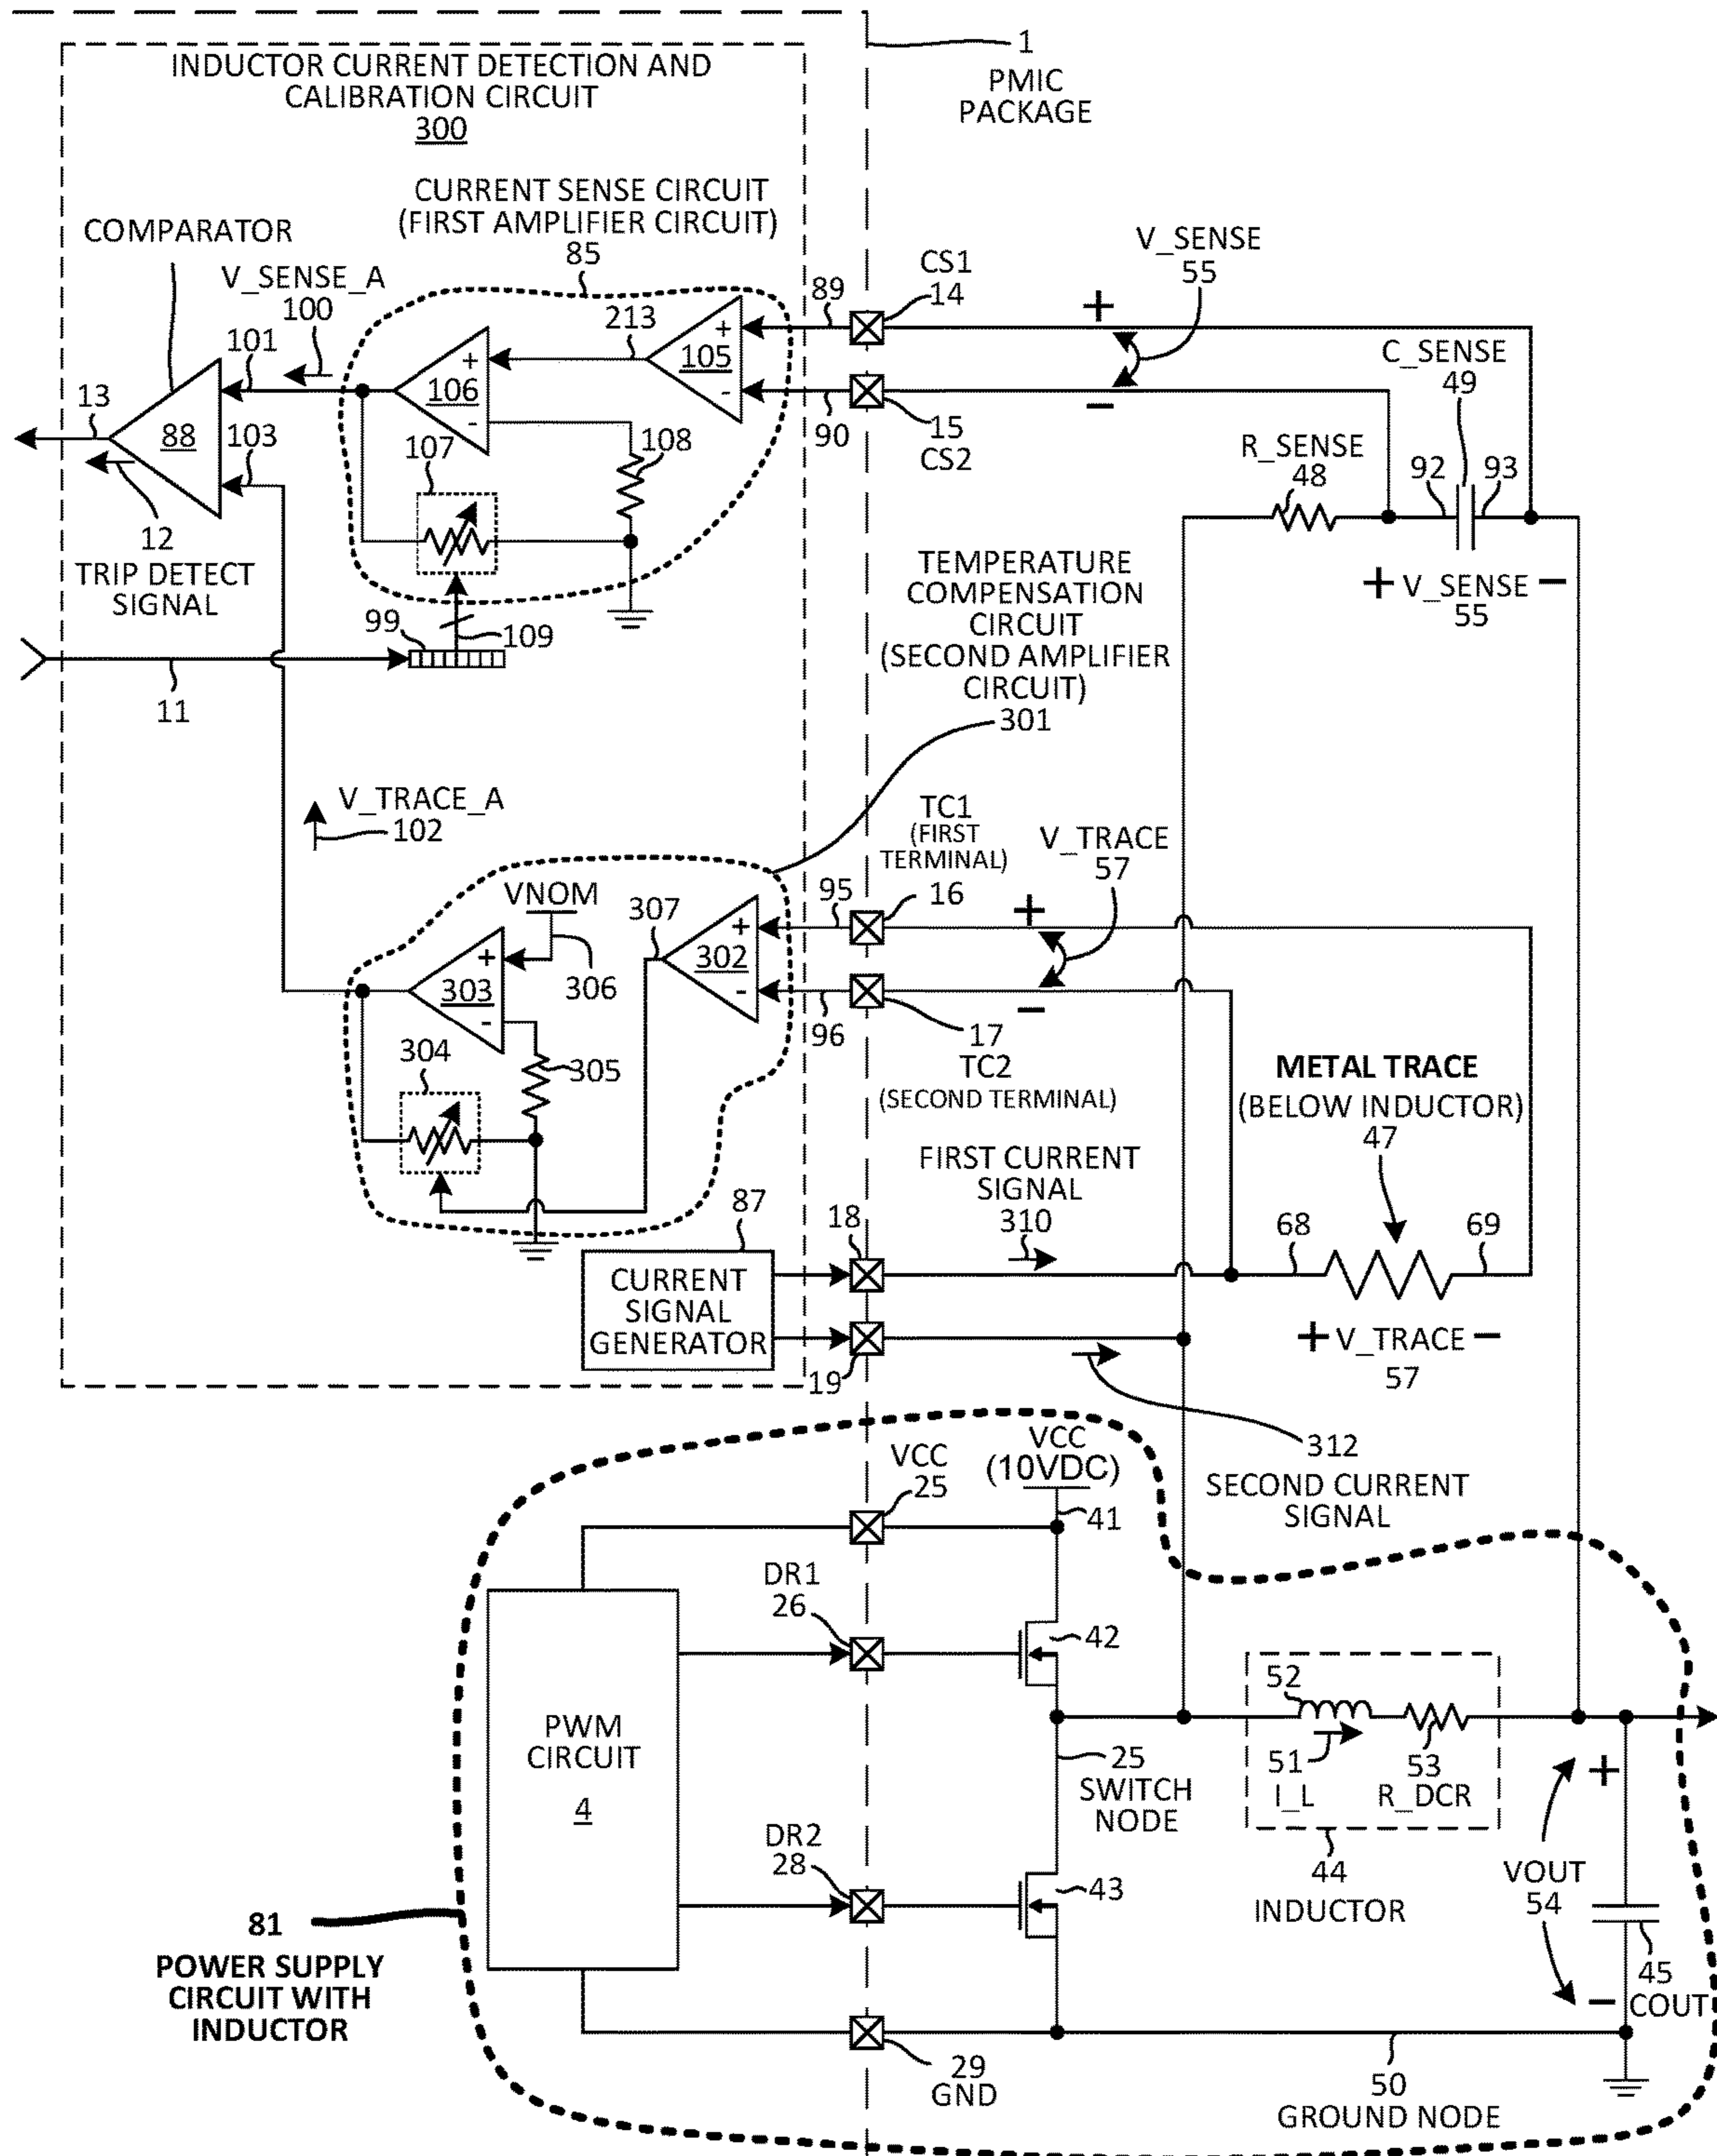 1
PMIC
PACKAGE
INDUCTOR CURRENT DETECTION AND
CALIBRATION CIRCUIT
300
CURRENT SENSE CIRCUIT
(FIRST AMPLIFIER CIRCUIT)
85
COMPARATOR
V_SENSE_A
100
101
213
89
CS1
14
V_SENSE
55
+
−
C_SENSE
49
13
88
103
106
+
-
105
+
-
90
15
CS2
R_SENSE
48
92
93
107
108
12
TRIP DETECT
SIGNAL
+ V_SENSE −
55
99
109
11
TEMPERATURE
COMPENSATION
CIRCUIT
(SECOND AMPLIFIER
CIRCUIT)
301
V_TRACE_A
102
TC1
(FIRST
TERMINAL)
16
V_TRACE
57
+
−
VNOM
307
95
303
+
-
306
302
+
-
96
17
TC2
(SECOND TERMINAL)
304
305
METAL TRACE
(BELOW INDUCTOR)
47
FIRST CURRENT
SIGNAL
310
87
18
68
69
CURRENT
SIGNAL
GENERATOR
+ V_TRACE −
57
19
312
SECOND CURRENT
SIGNAL
VCC
25
VCC
(10VDC)
41
DR1
26
42
PWM
CIRCUIT
4
52
51
I_L
53
R_DCR
25
SWITCH
NODE
+
DR2
28
43
44
INDUCTOR
VOUT
54
−
45
COUT
81
POWER SUPPLY
CIRCUIT WITH
INDUCTOR
29
GND
50
GROUND NODE